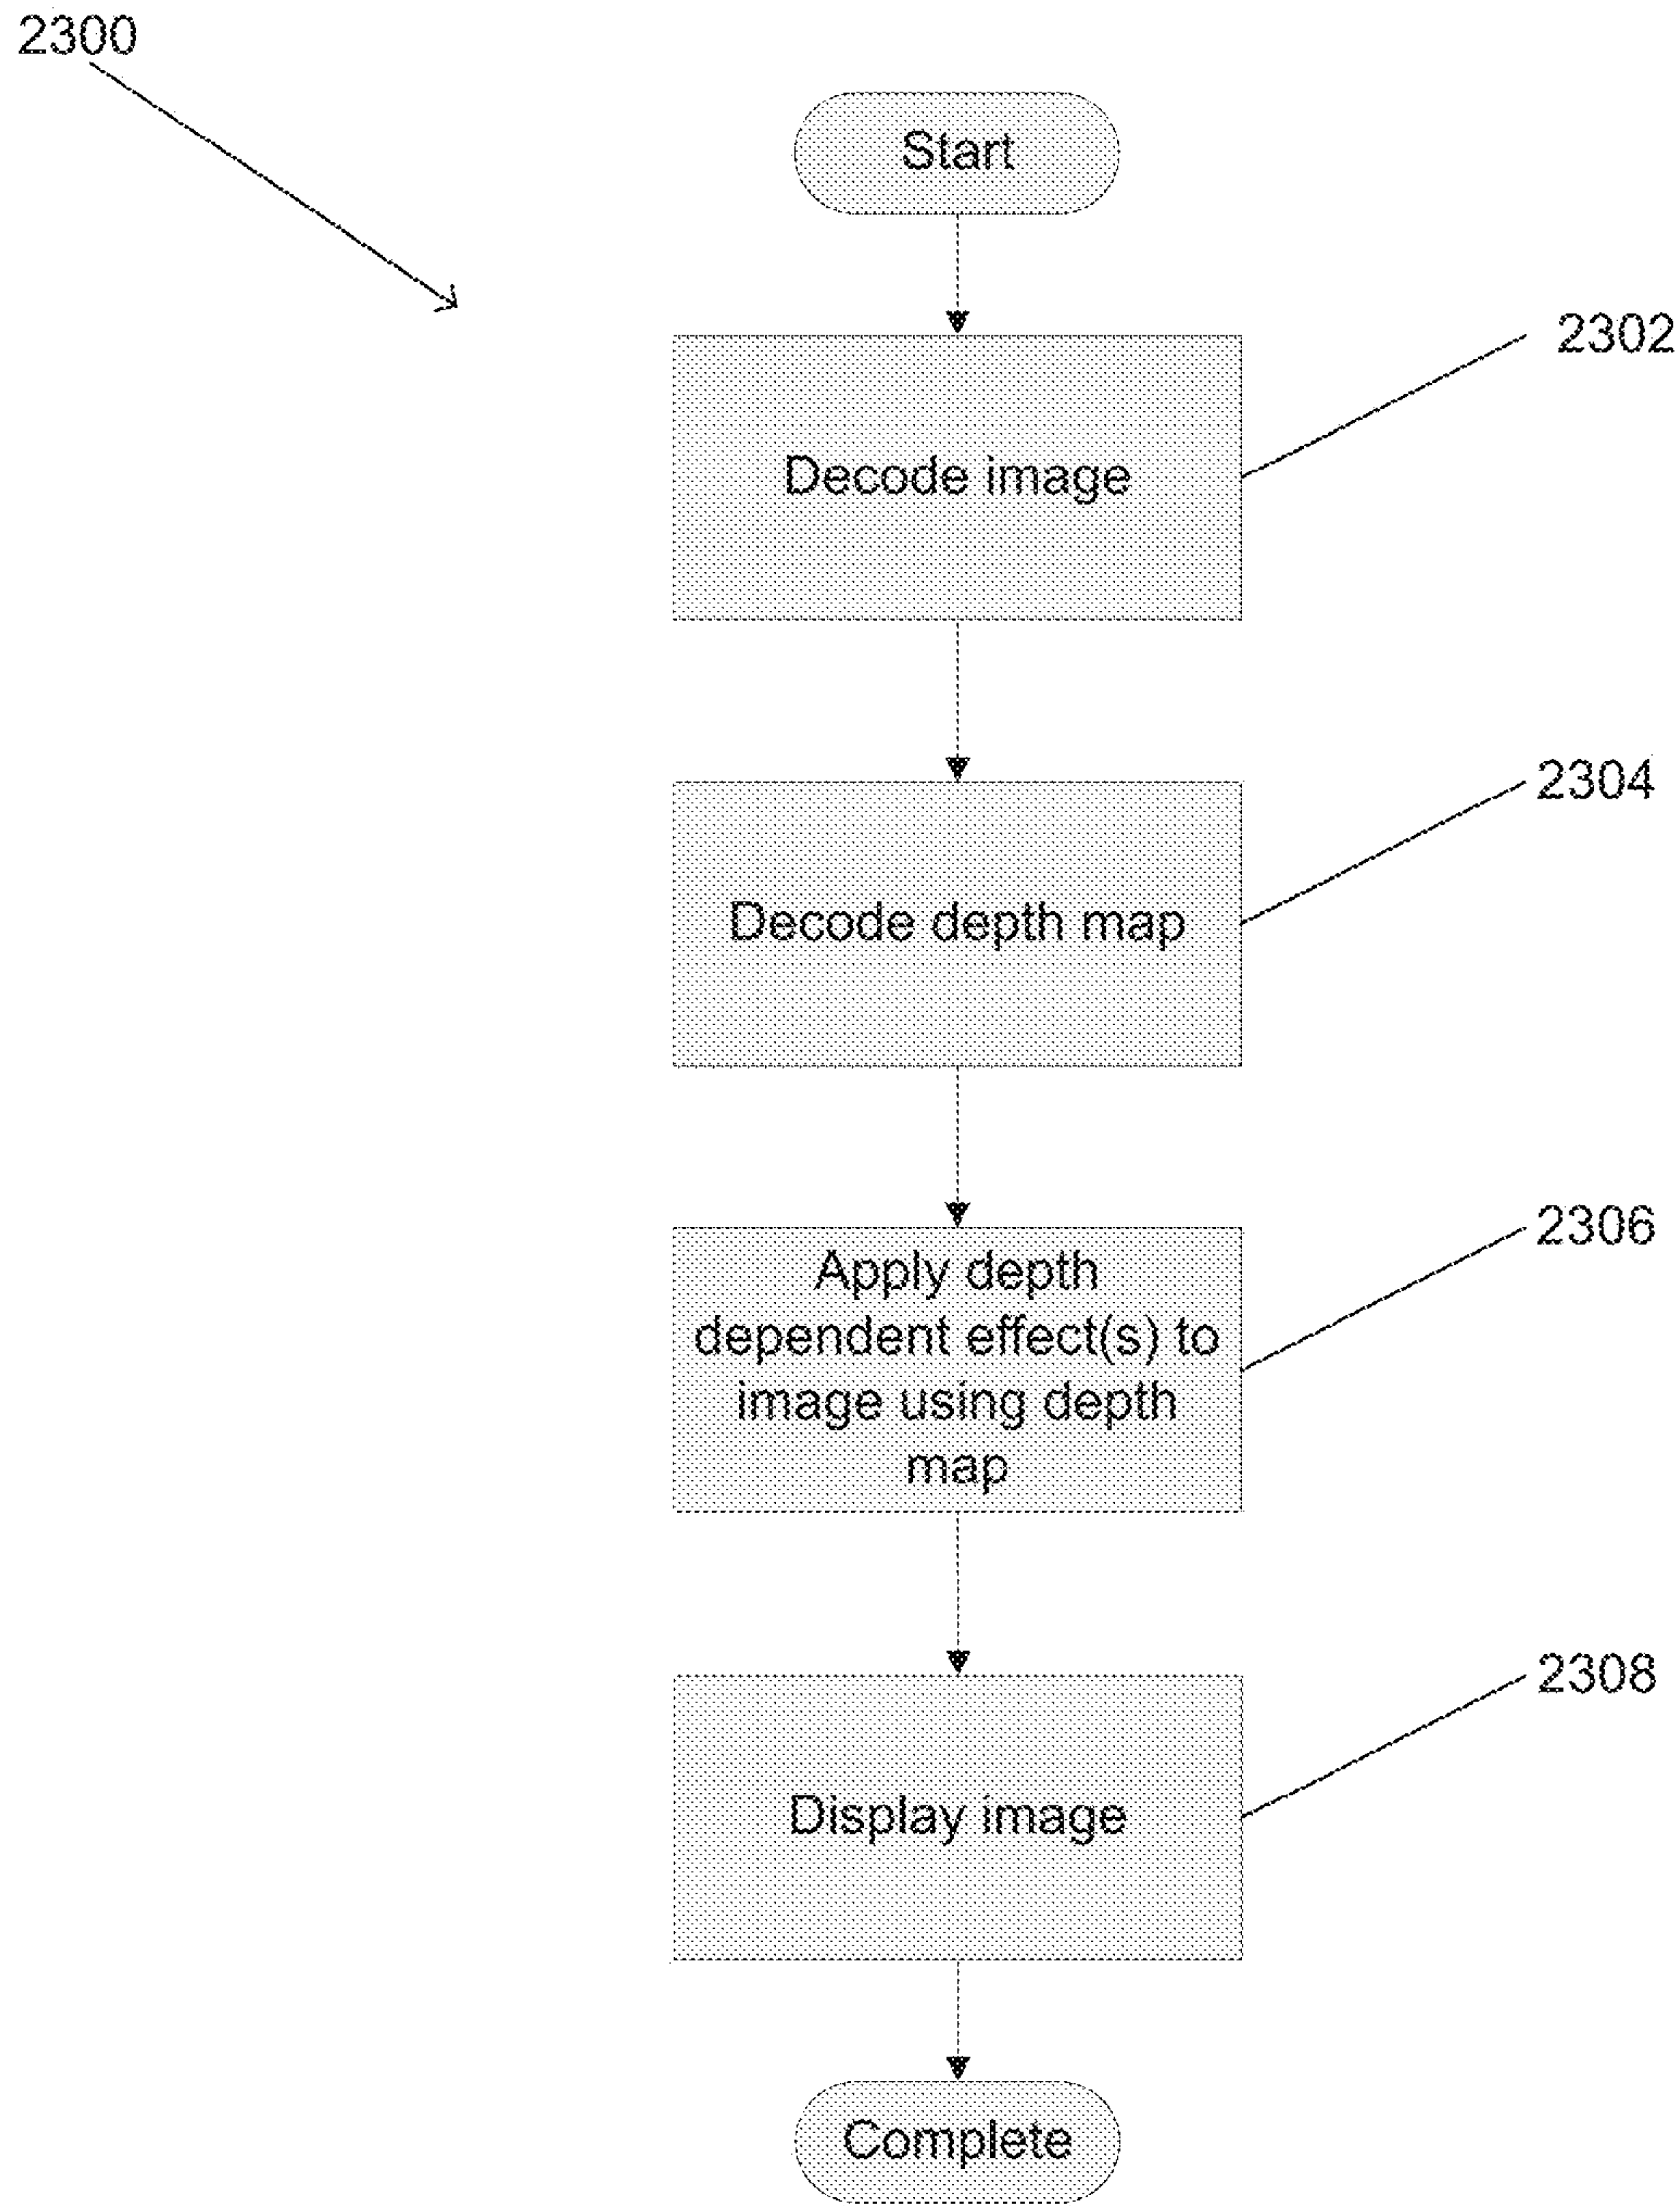 2300
Start
2302
Decode image
2304
Decode depth map
2306
Apply depth
dependent effect(s) to
image using depth
map
2308
Display image
Complete